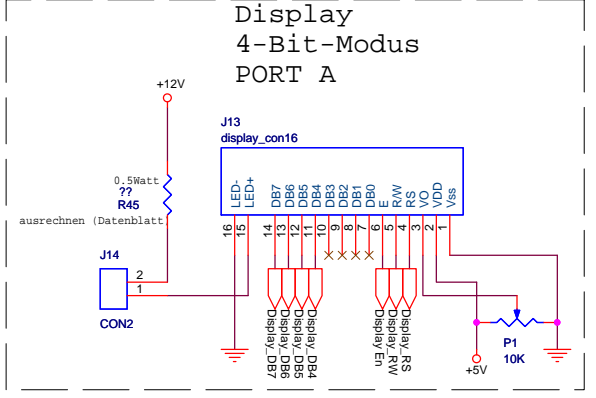 Display
4-Bit-Modus
PORT A
+12V
J13
display_con16
0.5Watt
??
R45
ausrechnen (Datenblatt)
LED-
LED+
DB7
DB6
DB5
DB4
DB3
DB2
DB1
DB0
E
R/W
RS
VO
VDD
Vss
16
15
14
13
12
11
10
9
8
7
6
5
4
3
2
1
J14
2
1
CON2
Display_DB7
Display_DB6
Display_DB5
Display_DB4
Display_En
Display_RW
Display_RS
P1
10K
+5V